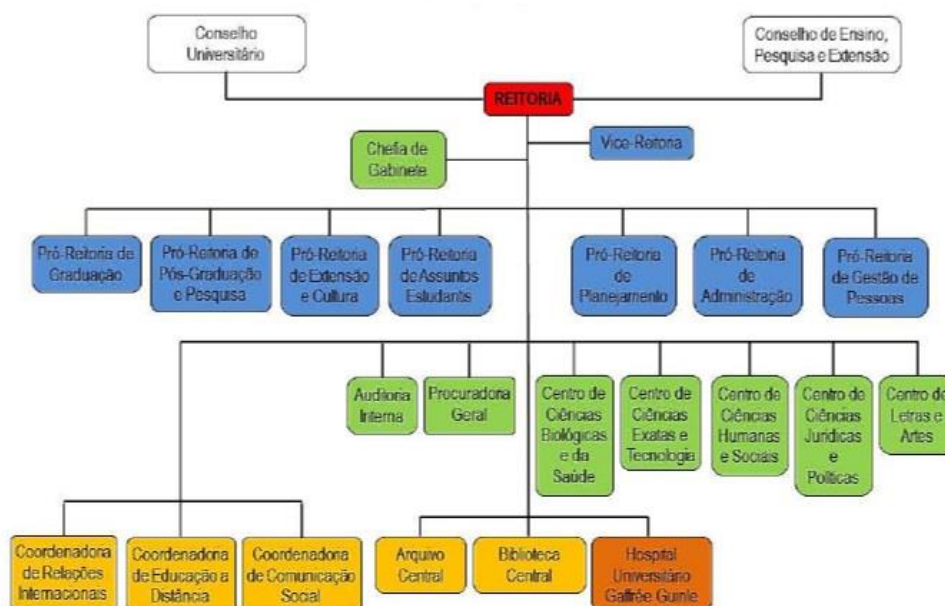 Conselho
Universitário
Conselho de Ensino,
Pesquisa e Extensão
REITORIA
Chefia de
Gabinete
Vice-Reitoria
Pró-Reitoria de
Graduação
Pró-Reitoria de
Pós-Graduação
e Pesquisa
Pró-Reitoria
de Extensão
e Cultura
Pró-Reitoria
de Assuntos
Estudantis
Pró-Reitoria
de
Planejamento
Pró-Reitoria
de
Administração
Pró-Reitoria
de Gestão de
Pessoas
Auditoria
Interna
Procuradoria
Geral
Centro de
Ciências
Biológicas
e da
Saúde
Centro de
Ciências
Exatas e
Tecnologia
Centro de
Ciências
Humanas
e Sociais
Centro de
Ciências
Jurídicas
e
Políticas
Centro de
Letras e
Artes
Coordenadoria
de Relações
Internacionais
Coordenadoria
de Educação a
Distância
Coordenadoria
de Comunicação
Social
Arquivo
Central
Biblioteca
Central
Hospital
Universitário
Gaffrée Guinle